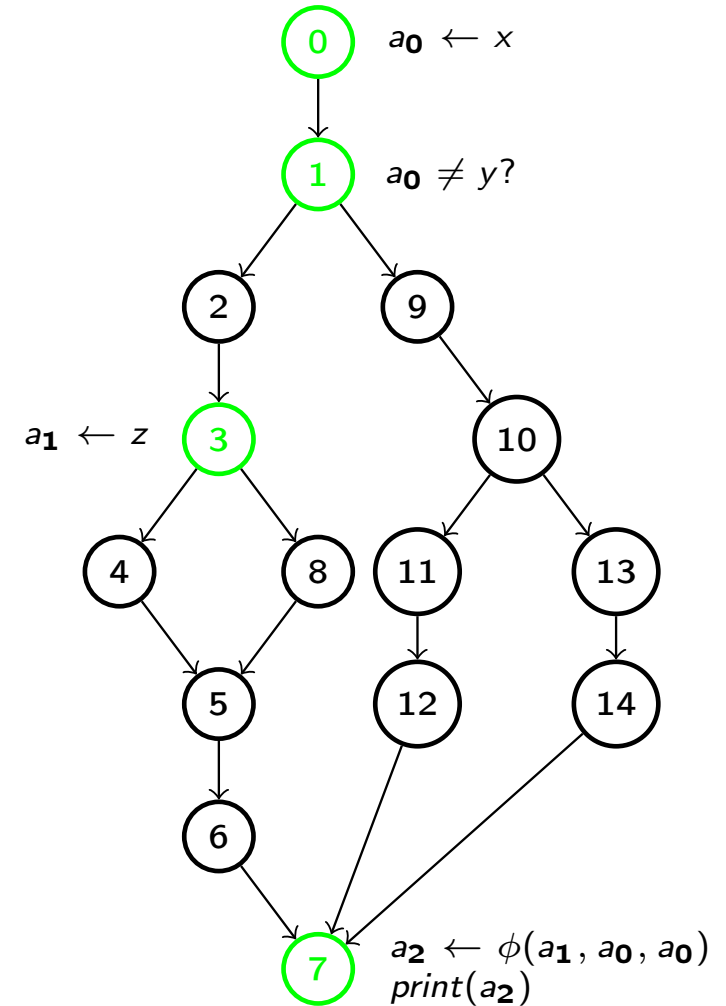 0 a₀ ← x
1 a₀ ≠ y?
2 9
a₁ ← z 3 10
4 8 11 13
5 12 14
6
7 a₂ ← ϕ(a₁, a₀, a₀)
print(a₂)